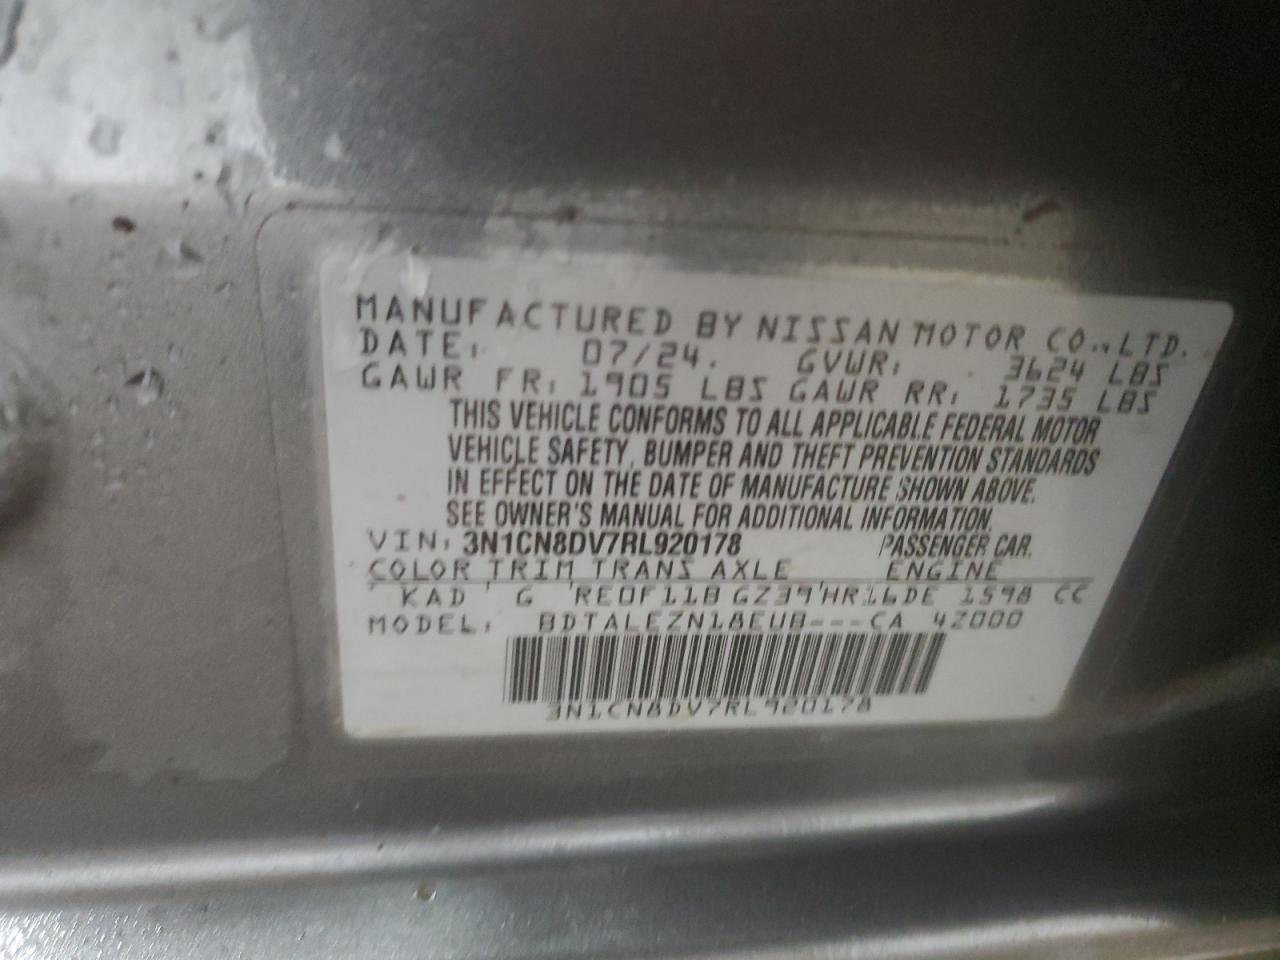 MANUFACTURED BY NISSAN MOTOR CO., LTD.
DATE: 07/24. GVWR: 3624 LBS
GAWR FR: 1905 LBS GAWR RR: 1735 LBS
THIS VEHICLE CONFORMS TO ALL APPLICABLE FEDERAL MOTOR
VEHICLE SAFETY, BUMPER AND THEFT PREVENTION STANDARDS
IN EFFECT ON THE DATE OF MANUFACTURE SHOWN ABOVE.
SEE OWNER'S MANUAL FOR ADDITIONAL INFORMATION.
VIN: 3N1CN8DV7RL920178 PASSENGER CAR.
COLOR TRIM TRANS AXLE ENGINE
KAD G RE0F11B GZ39 HR16DE 1598 CC
MODEL: BDTALEZN18EUB---CA 4Z000
3N1CN8DV7RL920178